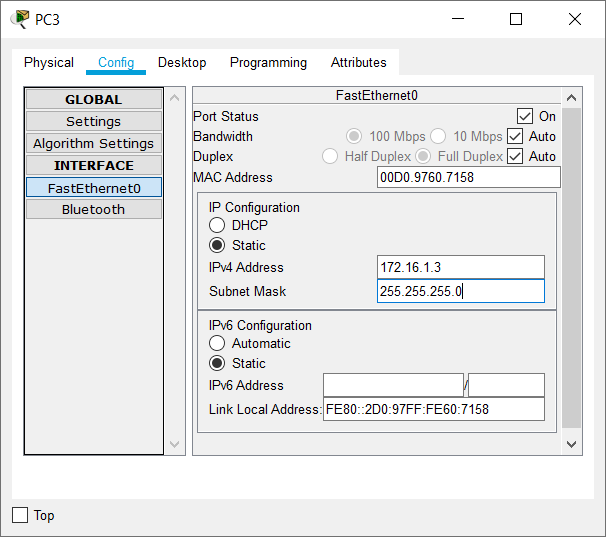 PC3
Physical Config Desktop Programming Attributes
GLOBAL
Settings
Algorithm Settings
INTERFACE
FastEthernet0
Bluetooth
FastEthernet0
Port Status On
Bandwidth 100 Mbps 10 Mbps Auto
Duplex Half Duplex Full Duplex Auto
MAC Address 00D0.9760.7158
IP Configuration
DHCP
Static
IPv4 Address 172.16.1.3
Subnet Mask 255.255.255.0
IPv6 Configuration
Automatic
Static
IPv6 Address /
Link Local Address: FE80::2D0:97FF:FE60:7158
Top